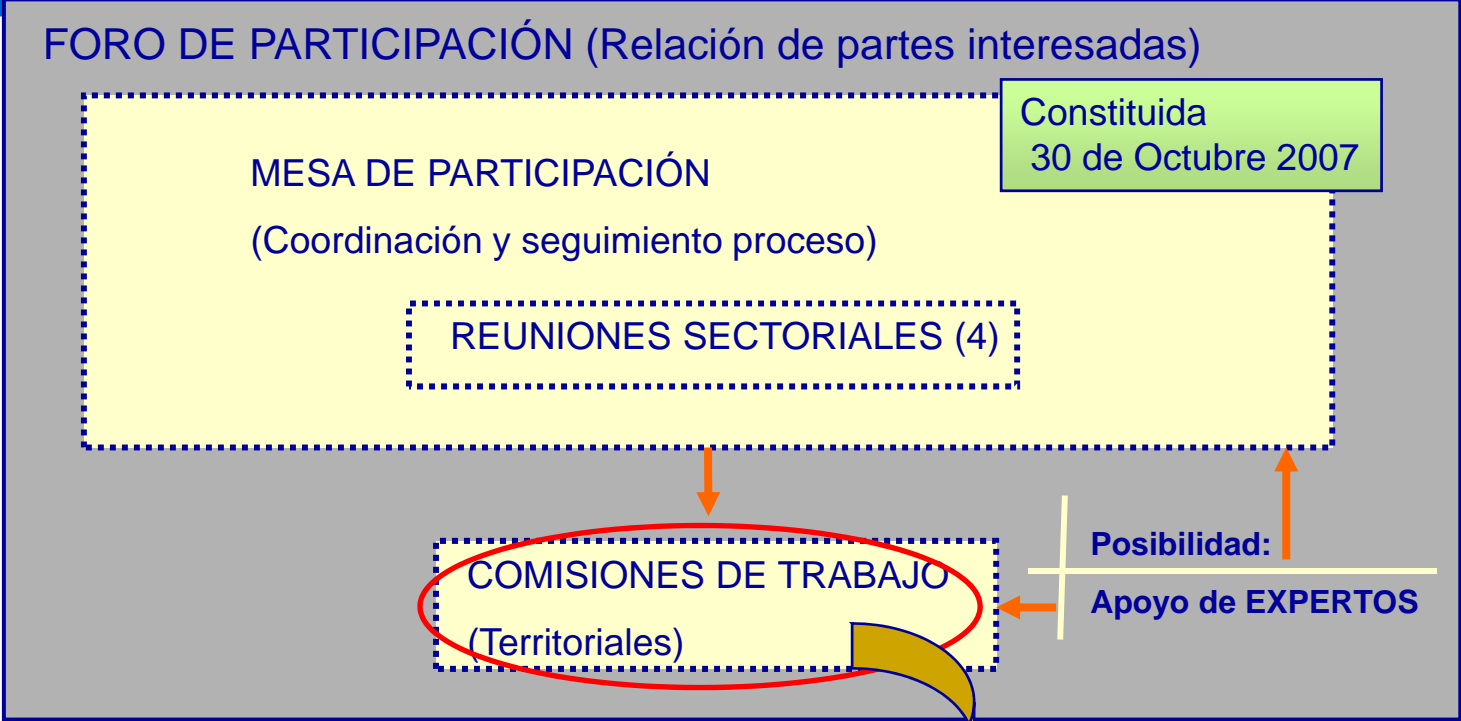 FORO DE PARTICIPACIÓN (Relación de partes interesadas)
Constituida
30 de Octubre 2007
MESA DE PARTICIPACIÓN
(Coordinación y seguimiento proceso)
REUNIONES SECTORIALES (4)
COMISIONES DE TRABAJO
(Territoriales)
Posibilidad:
Apoyo de EXPERTOS